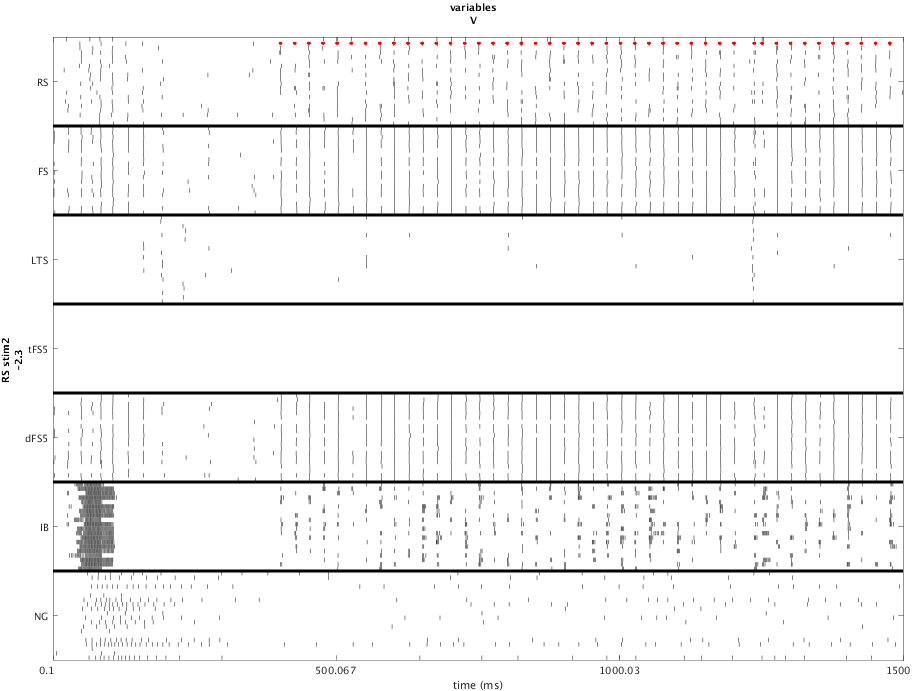 variables
V
RS
FS
LTS
tFS5
dFS5
IB
NG
RS stim2
-2.3
0.1
500.067
1000.03
1500
time (ms)